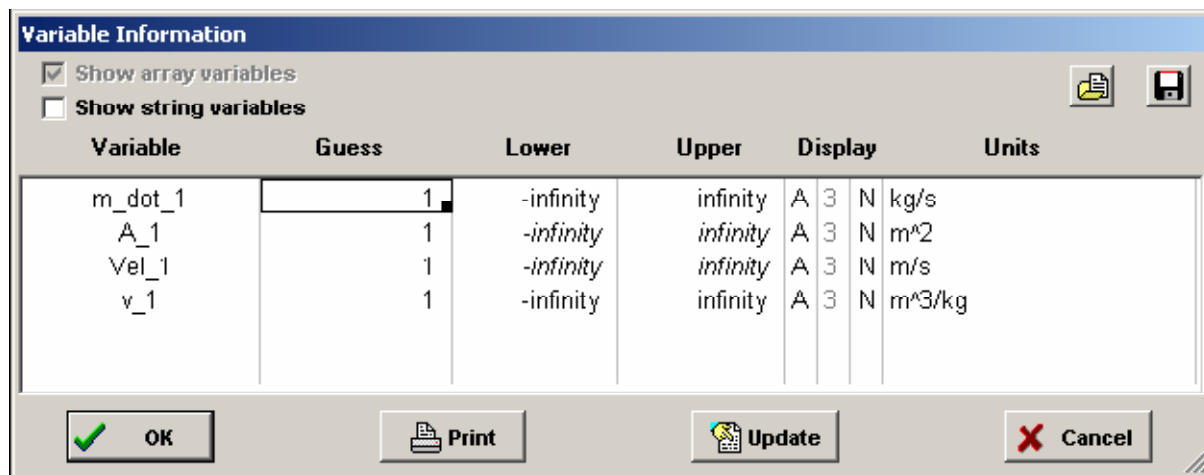 Variable Information
Show array variables
Show string variables
Variable Guess Lower Upper Display Units
m_dot_1 1 -infinity infinity A 3 N kg/s
A_1 1 -infinity infinity A 3 N m^2
Vel_1 1 -infinity infinity A 3 N m/s
v_1 1 -infinity infinity A 3 N m^3/kg
OK Print Update Cancel